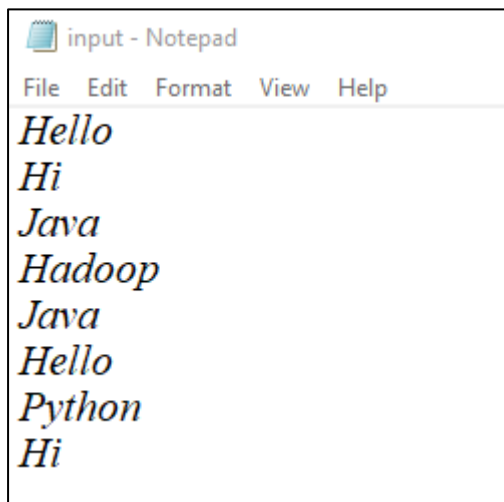 input - Notepad
File Edit Format View Help
Hello
Hi
Java
Hadoop
Java
Hello
Python
Hi